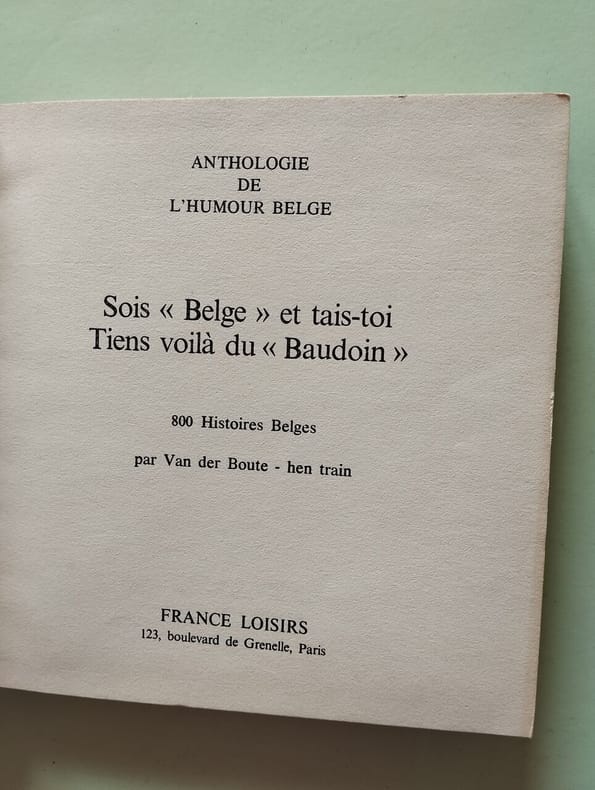 ANTHOLOGIE
DE
L'HUMOUR BELGE
Sois « Belge » et tais-toi
Tiens voilà du « Baudoin »
800 Histoires Belges
par Van der Boute - hen train
FRANCE LOISIRS
123, boulevard de Grenelle, Paris